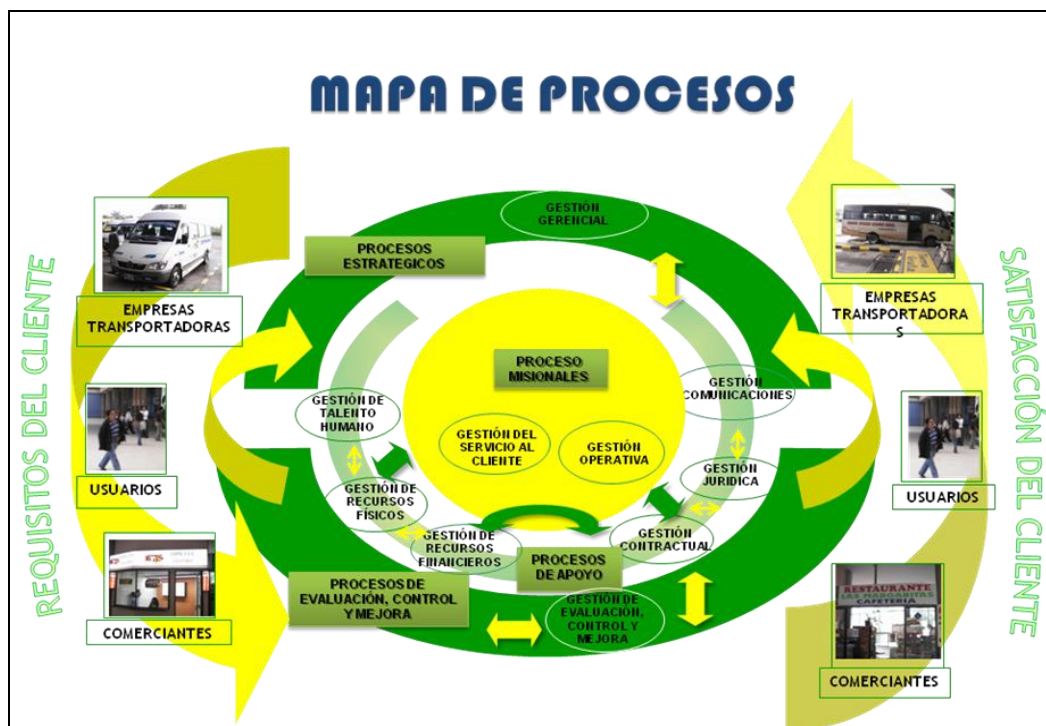 MAPA DE PROCESOS
REQUISITOS DEL CLIENTE
EMPRESAS
TRANSPORTADORAS
USUARIOS
COMERCIANTES
GESTIÓN
GERENCIAL
PROCESOS
ESTRATEGICOS
PROCESO
MISIONALES
GESTIÓN DE
TALENTO
HUMANO
GESTIÓN DEL
SERVICIO AL
CLIENTE
GESTIÓN
OPERATIVA
GESTIÓN
COMUNICACIONES
GESTIÓN
JURIDICA
GESTIÓN DE
RECURSOS
FÍSICOS
GESTIÓN DE
RECURSOS
FINANCIEROS
GESTIÓN
CONTRACTUAL
PROCESOS
DE APOYO
PROCESOS DE
EVALUACIÓN, CONTROL
Y MEJORA
GESTIÓN DE
EVALUACIÓN,
CONTROL Y
MEJORA
EMPRESAS
TRANSPORTADORA
S
USUARIOS
RESTAURANTE
LAS MARGARITAS
CAFETERIA
COMERCIANTES
SATISFACCIÓN DEL CLIENTE